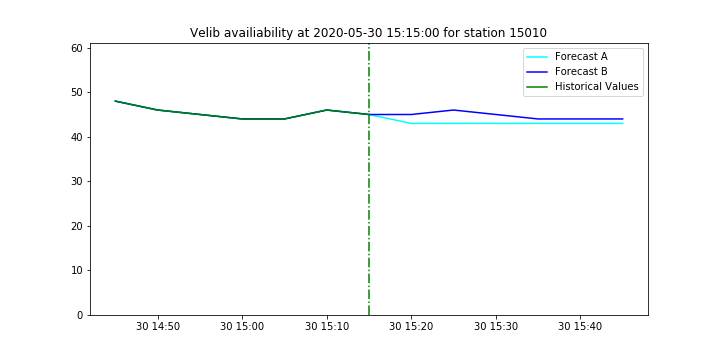 Velib availiability at 2020-05-30 15:15:00 for station 15010
60
50
40
30
20
10
0
Forecast A
Forecast B
Historical Values
30 14:50 30 15:00 30 15:10 30 15:20 30 15:30 30 15:40